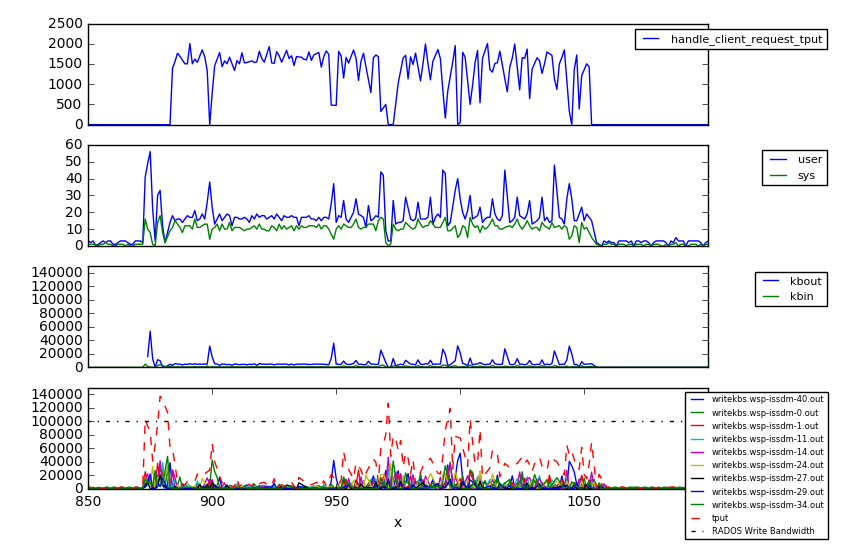 2500
2000
1500
1000
500
0
handle_client_request_tput
60
50
40
30
20
10
0
user
sys
140000
120000
100000
80000
60000
40000
20000
0
kbout
kbin
140000
120000
100000
80000
60000
40000
20000
0
850
900
950
1000
1050
x
writekbs.wsp-issdm-40.out
writekbs.wsp-issdm-0.out
writekbs.wsp-issdm-1.out
writekbs.wsp-issdm-11.out
writekbs.wsp-issdm-14.out
writekbs.wsp-issdm-24.out
writekbs.wsp-issdm-27.out
writekbs.wsp-issdm-29.out
writekbs.wsp-issdm-34.out
tput
RADOS Write Bandwidth